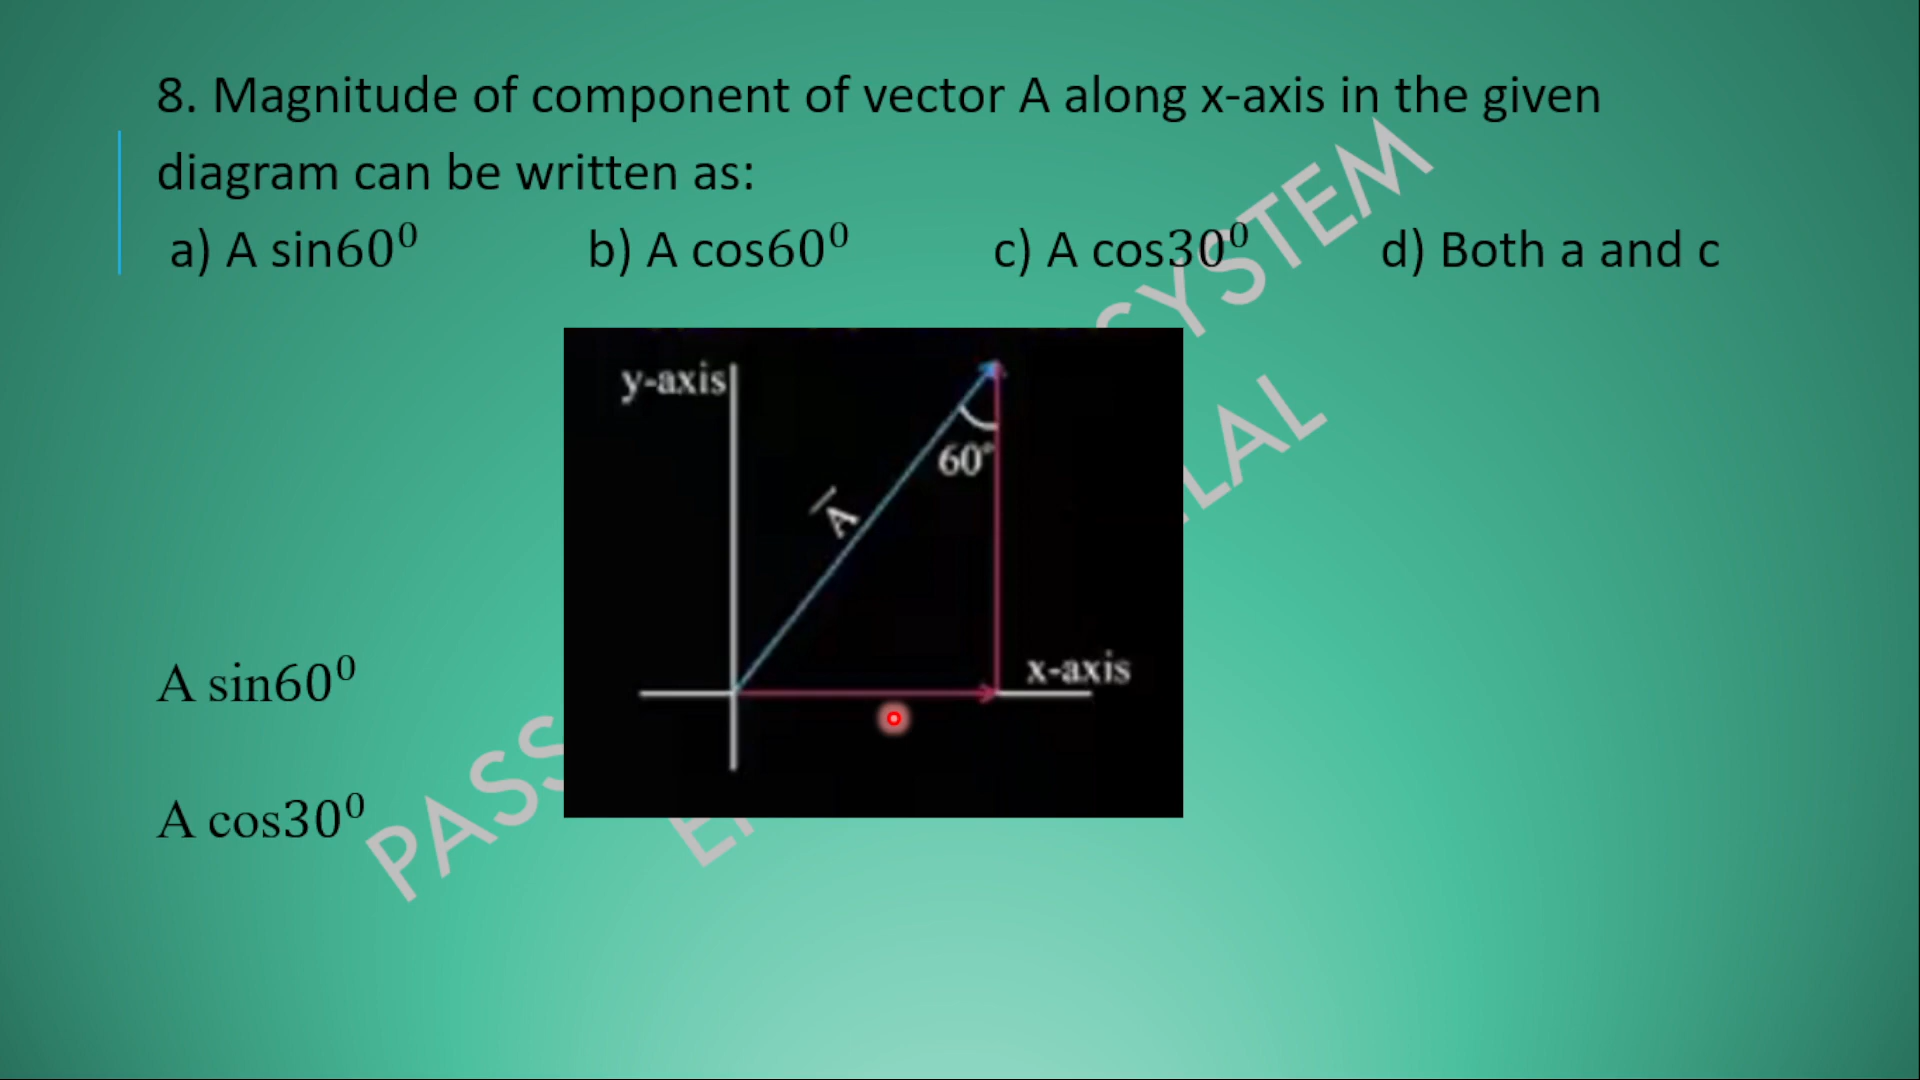 8. Magnitude of component of vector A along x-axis in the given
diagram can be written as:
a) A sin60⁰ b) A cos60⁰ c) A cos30⁰ d) Both a and c
SYSTEM
y-axis
60°
A
LAL
x-axis
A sin60⁰
PASS
A cos30⁰